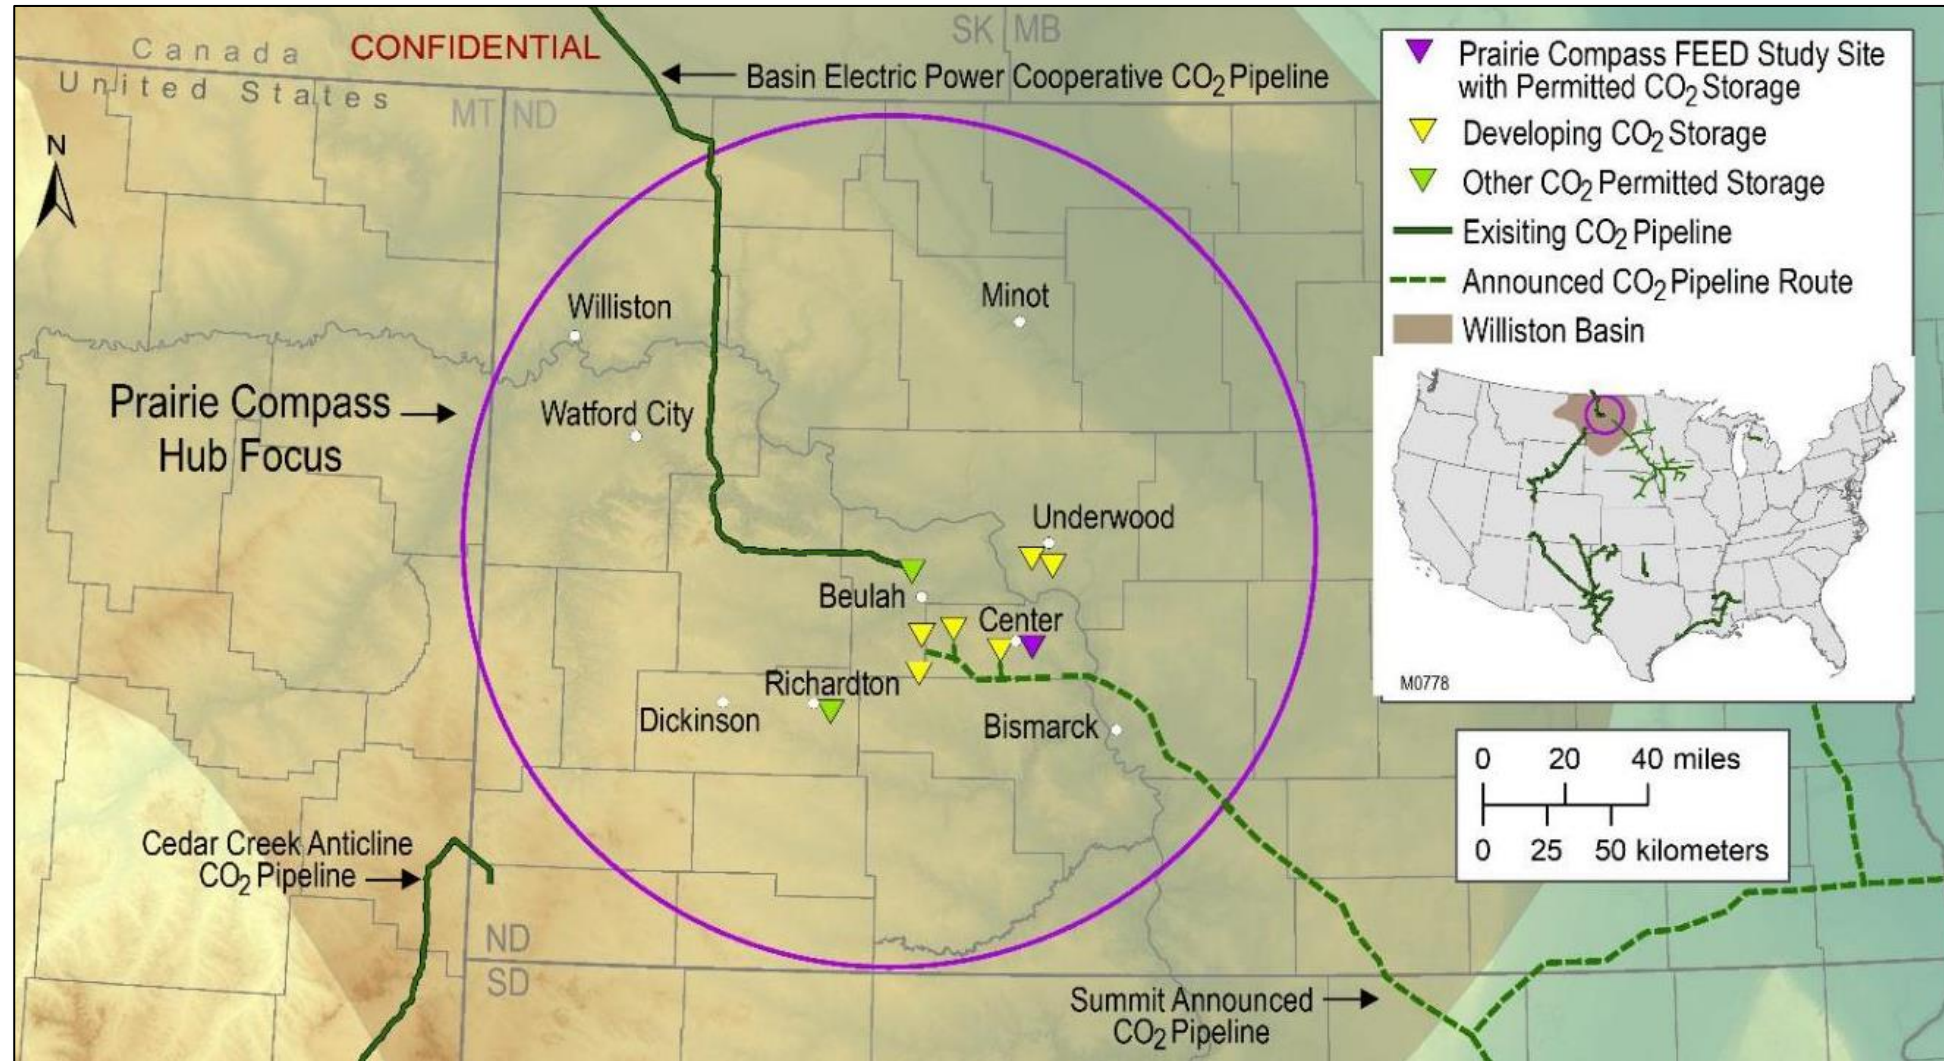 Canada
United States
CONFIDENTIAL
SK MB
MT ND
N
Basin Electric Power Cooperative CO2 Pipeline
Williston
Minot
Watford City
Prairie Compass
Hub Focus
Underwood
Beulah
Center
Richardton
Dickinson
Bismarck
Cedar Creek Anticline
CO2 Pipeline
ND
SD
Summit Announced
CO2 Pipeline
Prairie Compass FEED Study Site
with Permitted CO2 Storage
Developing CO2 Storage
Other CO2 Permitted Storage
Exisiting CO2 Pipeline
Announced CO2 Pipeline Route
Williston Basin
M0778
0 20 40 miles
0 25 50 kilometers